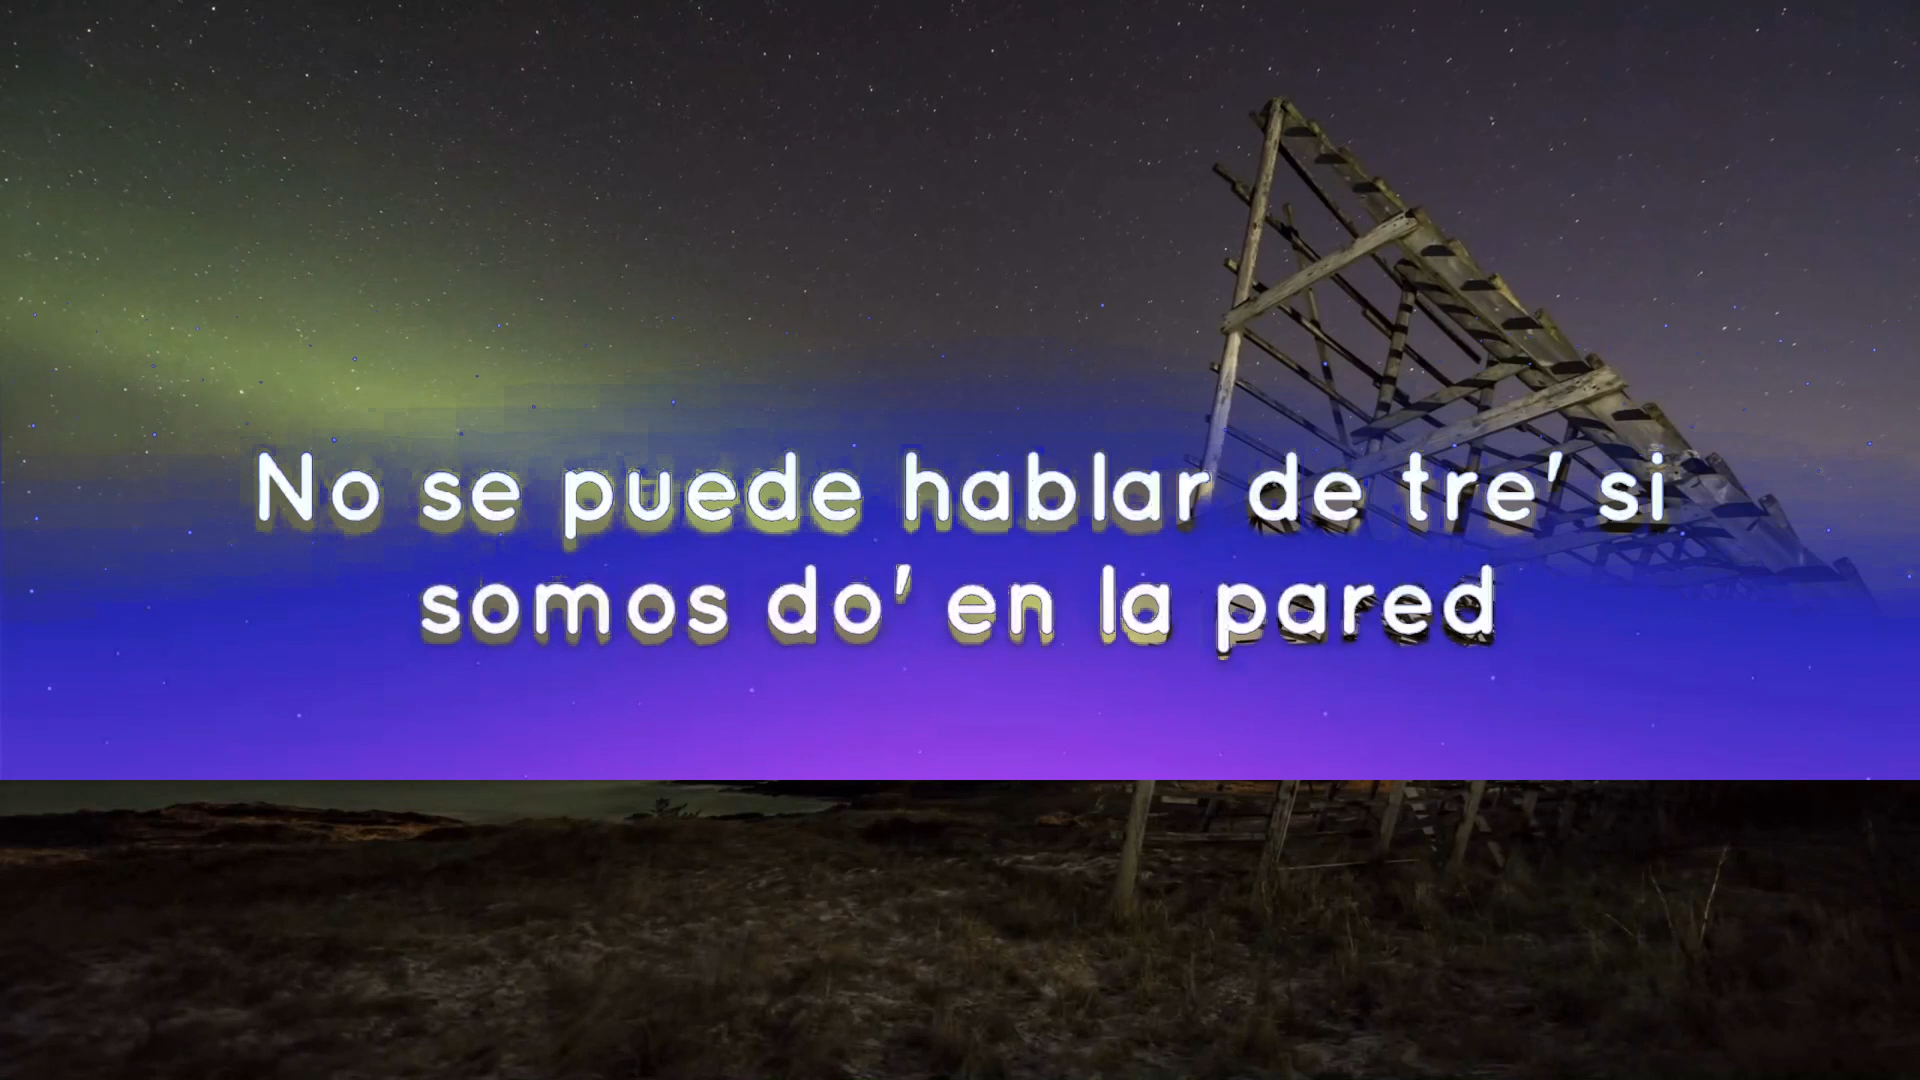 No se puede hablar de tre' si
somos do' en la pared